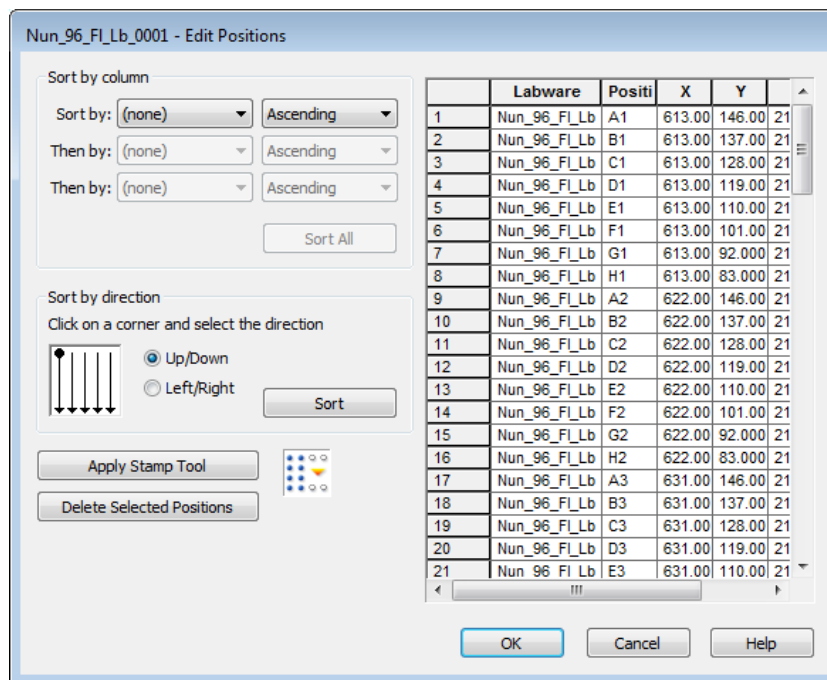 Nun_96_Fl_Lb_0001 - Edit Positions
Sort by column
Sort by: (none) Ascending
Then by: (none) Ascending
Then by: (none) Ascending
Sort All
Sort by direction
Click on a corner and select the direction
Up/Down
Left/Right
Sort
Apply Stamp Tool
Delete Selected Positions
Labware Positi X Y
1 Nun_96_Fl_Lb A1 613.00 146.00 21
2 Nun_96_Fl_Lb B1 613.00 137.00 21
3 Nun_96_Fl_Lb C1 613.00 128.00 21
4 Nun_96_Fl_Lb D1 613.00 119.00 21
5 Nun_96_Fl_Lb E1 613.00 110.00 21
6 Nun_96_Fl_Lb F1 613.00 101.00 21
7 Nun_96_Fl_Lb G1 613.00 92.000 21
8 Nun_96_Fl_Lb H1 613.00 83.000 21
9 Nun_96_Fl_Lb A2 622.00 146.00 21
10 Nun_96_Fl_Lb B2 622.00 137.00 21
11 Nun_96_Fl_Lb C2 622.00 128.00 21
12 Nun_96_Fl_Lb D2 622.00 119.00 21
13 Nun_96_Fl_Lb E2 622.00 110.00 21
14 Nun_96_Fl_Lb F2 622.00 101.00 21
15 Nun_96_Fl_Lb G2 622.00 92.000 21
16 Nun_96_Fl_Lb H2 622.00 83.000 21
17 Nun_96_Fl_Lb A3 631.00 146.00 21
18 Nun_96_Fl_Lb B3 631.00 137.00 21
19 Nun_96_Fl_Lb C3 631.00 128.00 21
20 Nun_96_Fl_Lb D3 631.00 119.00 21
21 Nun_96_Fl_Lb E3 631.00 110.00 21
OK Cancel Help